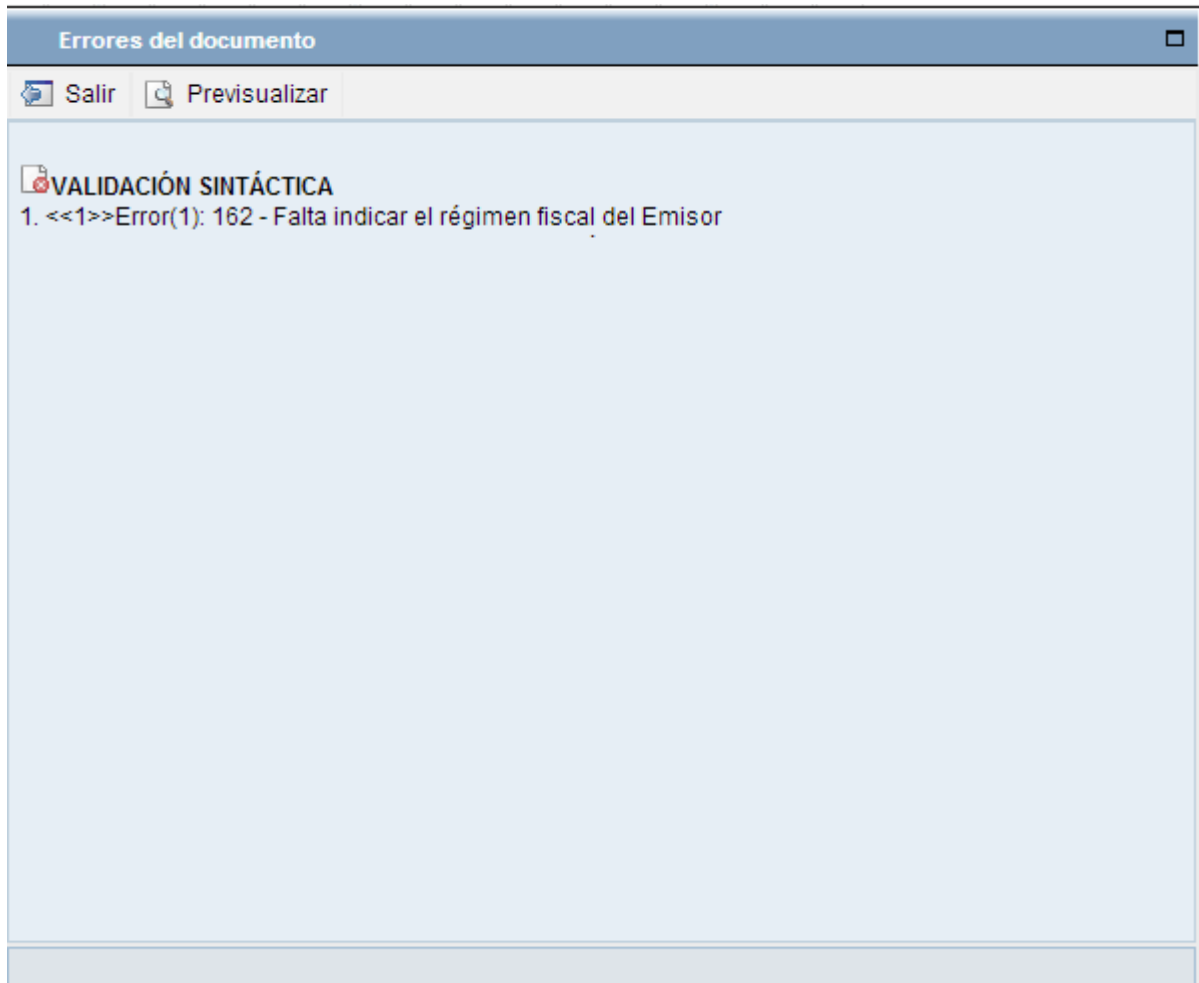 Errores del documento
Salir Previsualizar
VALIDACIÓN SINTÁCTICA
1. <<1>>Error(1): 162 - Falta indicar el régimen fiscal del Emisor